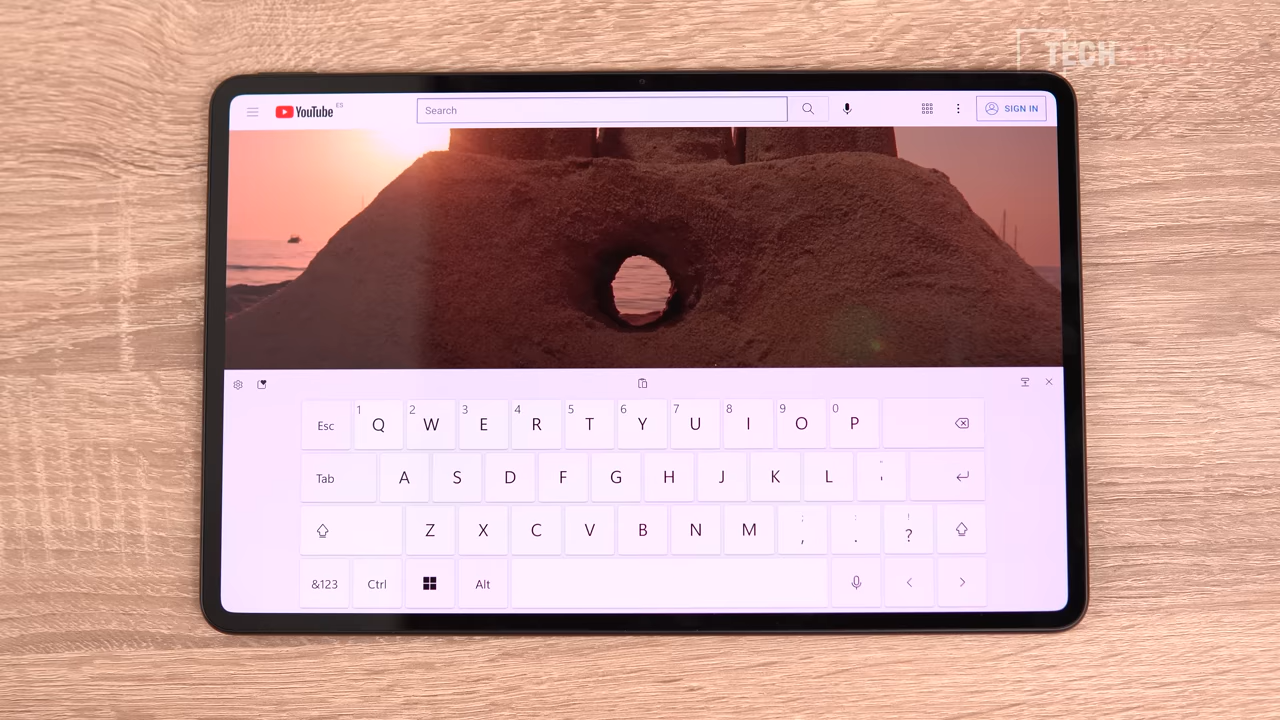 TECH
YouTube ES
Search
SIGN IN
Esc
1 Q 2 W 3 E 4 R 5 T 6 Y 7 U 8 I 9 O 0 P
Tab A S D F G H J K L
Z X C V B N M ; , : . ! ?
&123 Ctrl Alt